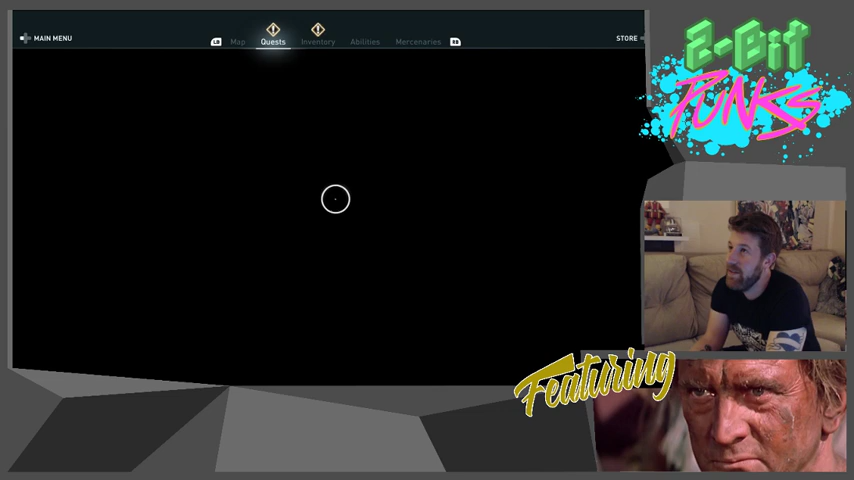 MAIN MENU
LB Map Quests Inventory Abilities Mercenaries RB
STORE
2-Bit
PUNKS
Featuring